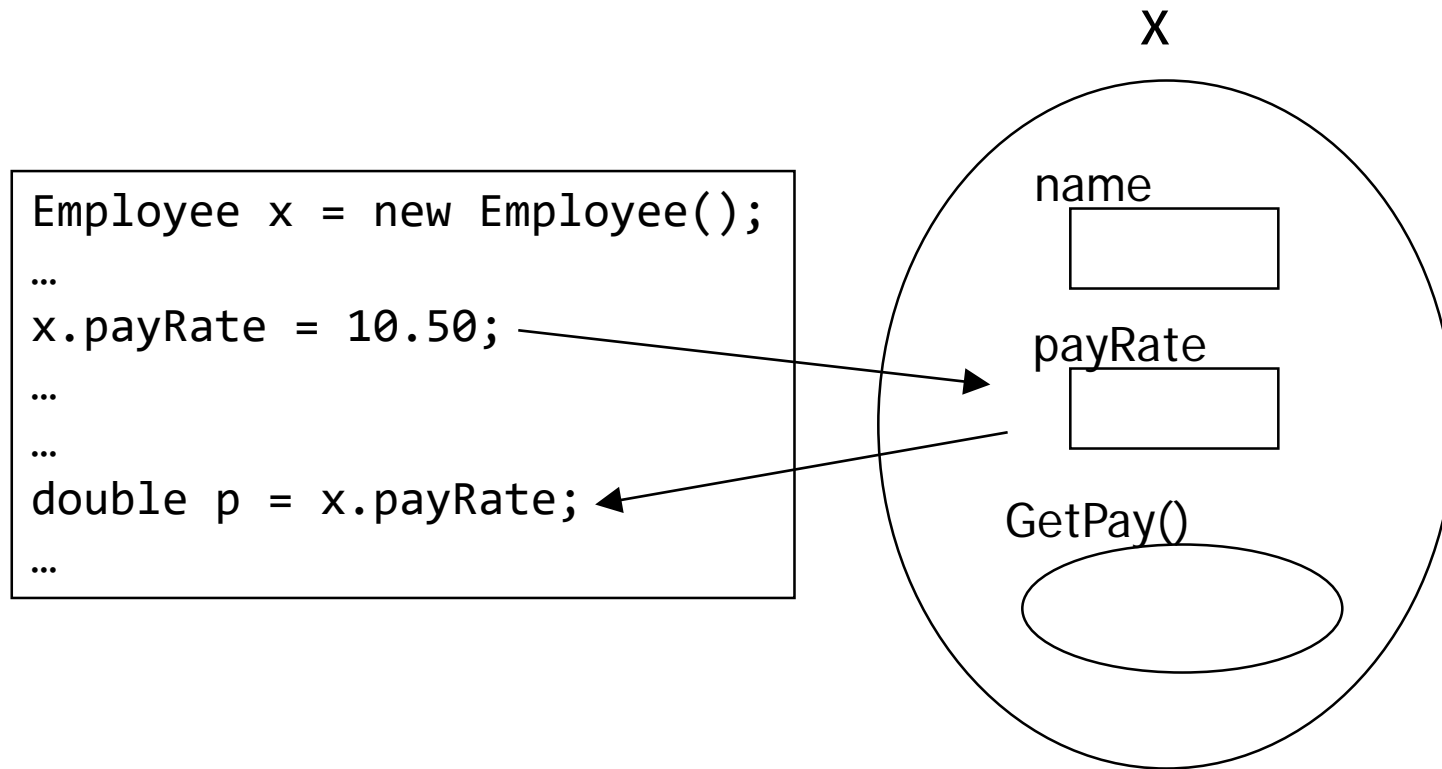 Employee x = new Employee();
…
x.payRate = 10.50;
…
…
double p = x.payRate;
…
x
name
payRate
GetPay()